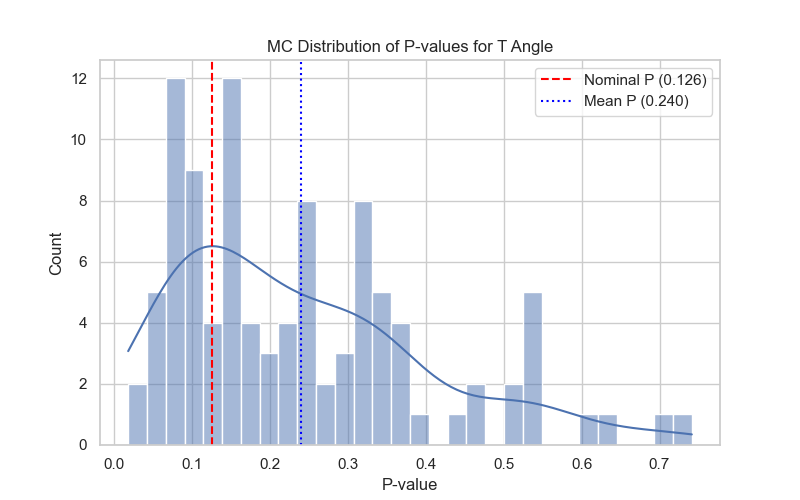 MC Distribution of P-values for T Angle
Nominal P (0.126)
Mean P (0.240)
12
10
8
6
4
2
0
Count
0.0 0.1 0.2 0.3 0.4 0.5 0.6 0.7
P-value